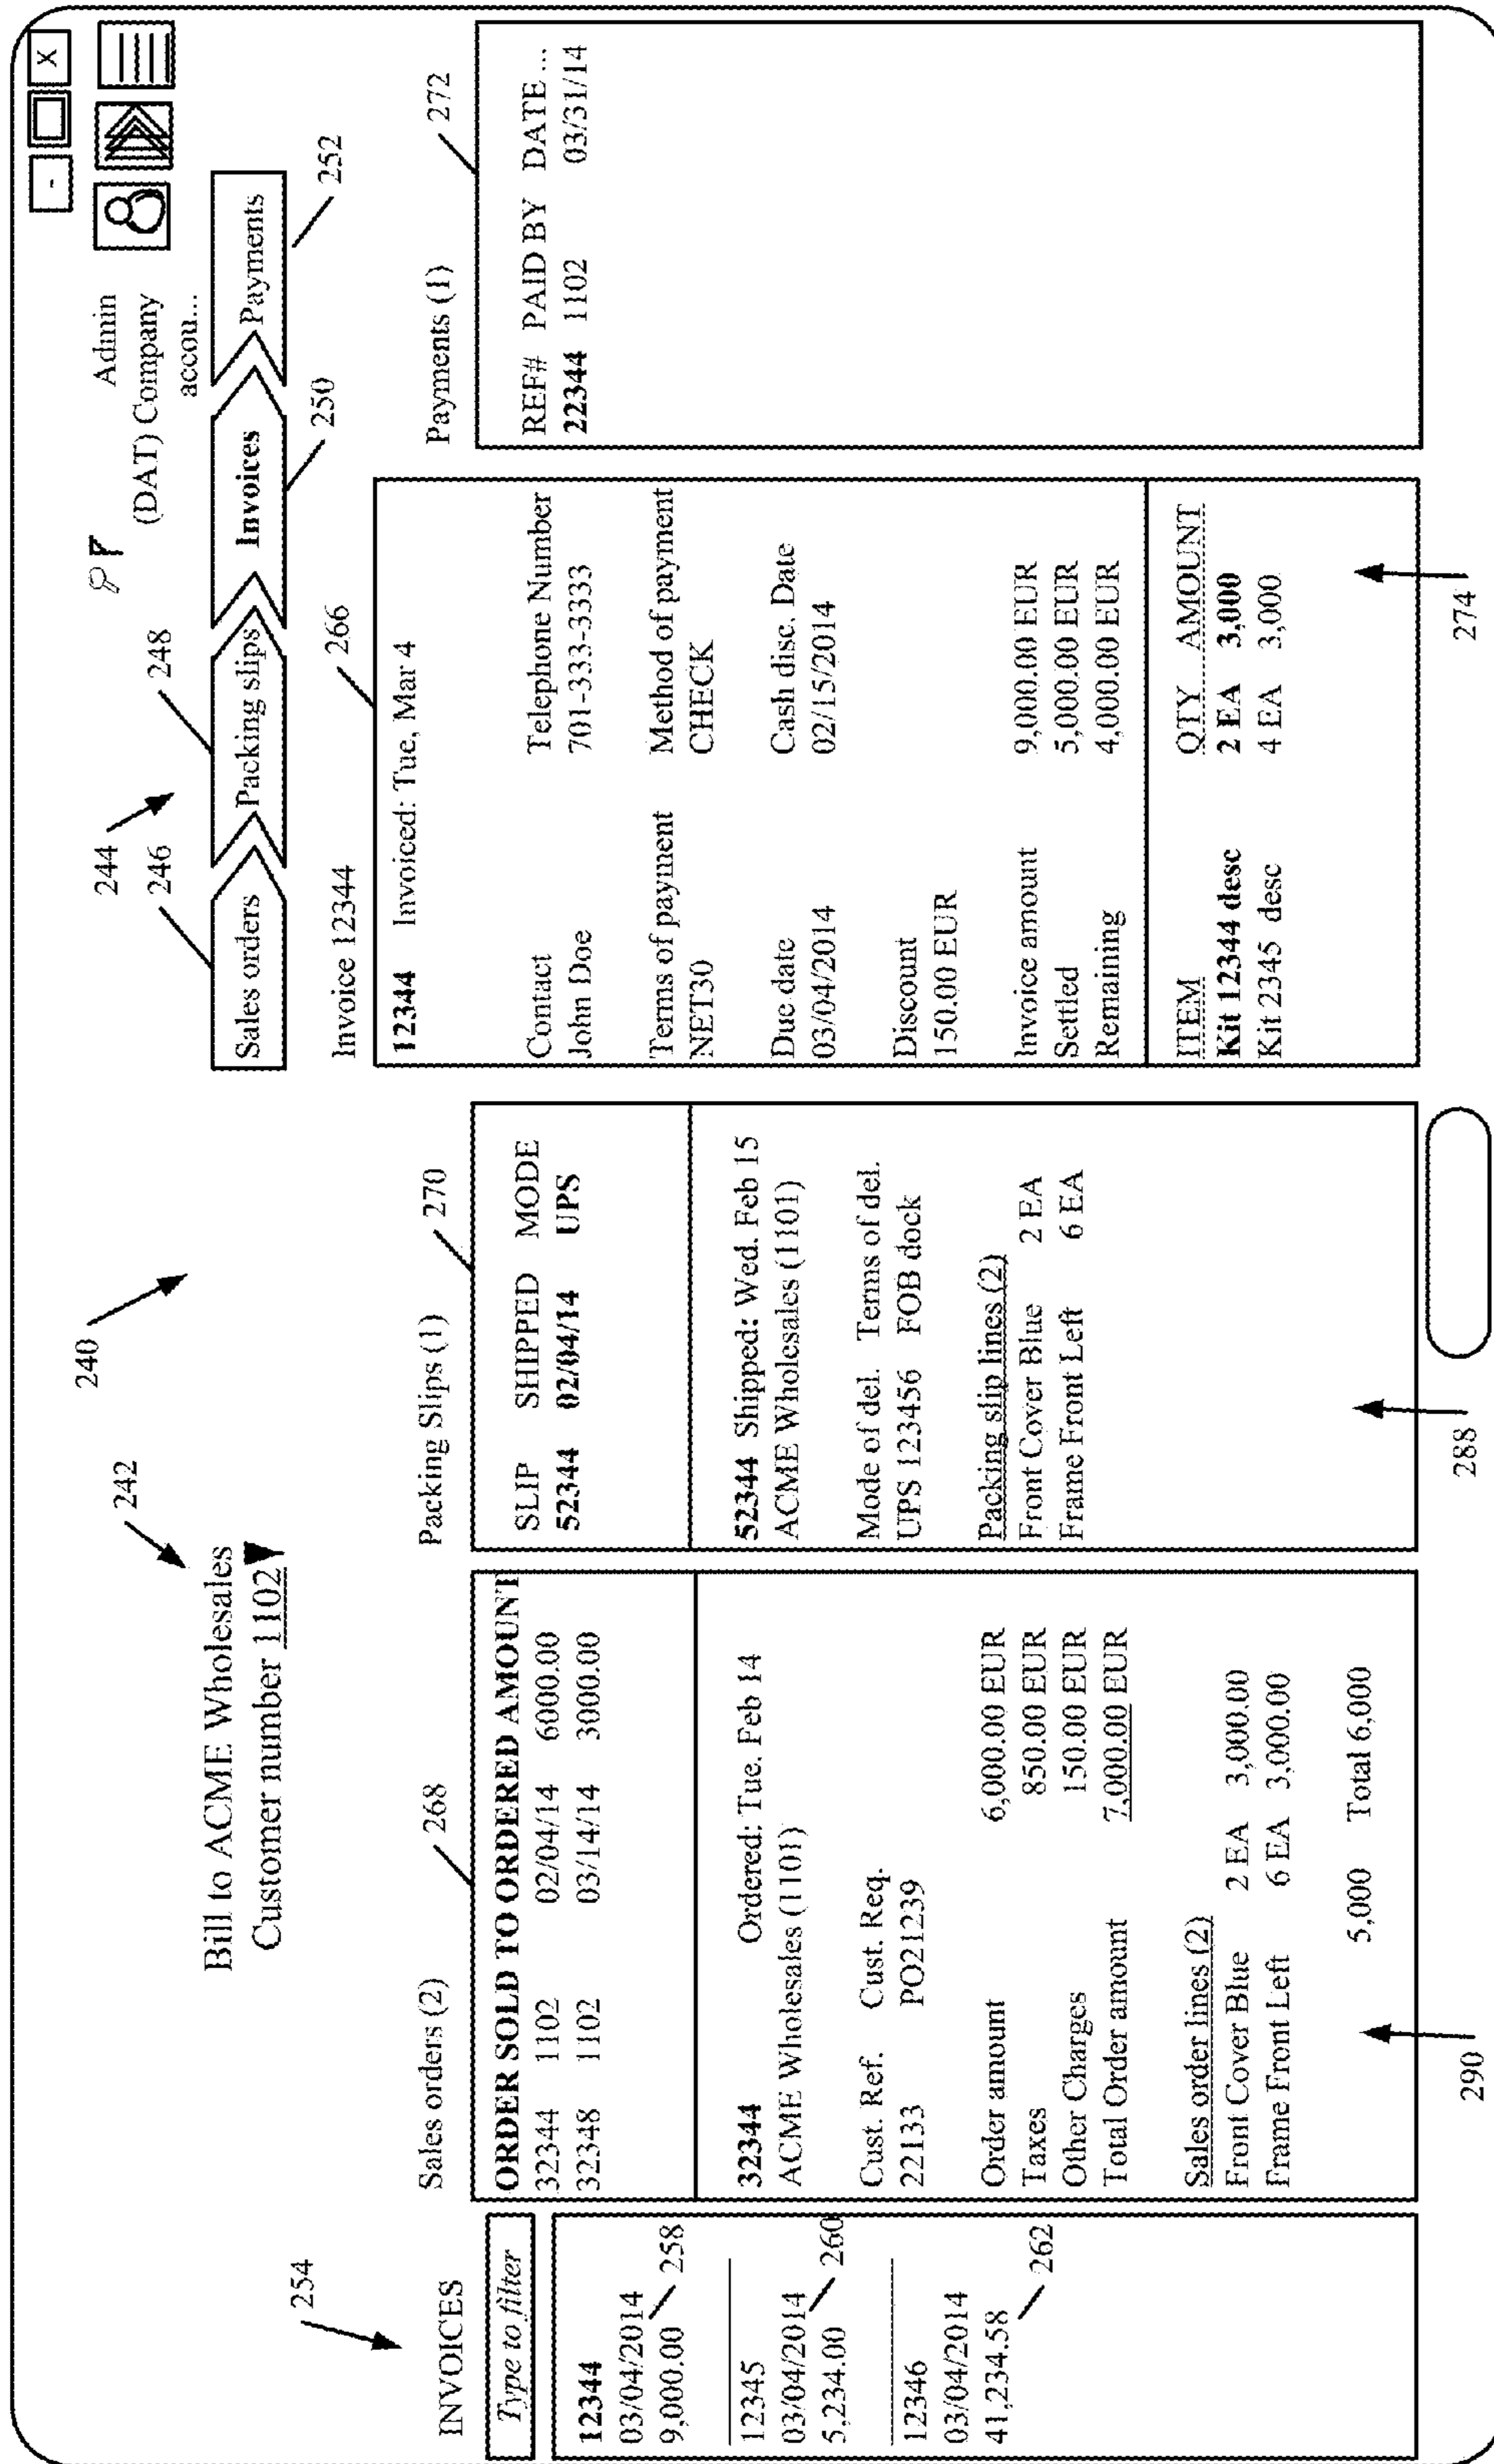 - X
240
242
Bill to ACME Wholesales
Customer number 1102
244
246
248
Admin
(DAT) Company
accou...
Sales orders
Packing slips
Invoices
Payments
250
252
254
INVOICES
Type to filter
12344
03/04/2014
9,000.00
258
12345
03/04/2014
5,234.00
260
12346
03/04/2014
41,234.58
262
Sales orders (2)
268
ORDER SOLD TO ORDERED AMOUNT
32344 1102 02/04/14 6000.00
32348 1102 03/14/14 3000.00
32344 Ordered: Tue. Feb 14
ACME Wholesales (1101)
Cust. Ref. Cust. Req.
22133 PO21239
Order amount 6,000.00 EUR
Taxes 850.00 EUR
Other Charges 150.00 EUR
Total Order amount 7,000.00 EUR
Sales order lines (2)
Front Cover Blue 2 EA 3,000.00
Frame Front Left 6 EA 3,000.00
5,000 Total 6,000
290
Packing Slips (1)
270
SLIP SHIPPED MODE
52344 02/04/14 UPS
52344 Shipped: Wed. Feb 15
ACME Wholesales (1101)
Mode of del. Terms of del.
UPS 123456 FOB dock
Packing slip lines (2)
Front Cover Blue 2 EA
Frame Front Left 6 EA
288
Invoice 12344
266
12344 Invoiced: Tue, Mar 4
Contact Telephone Number
John Doe 701-333-3333
Terms of payment Method of payment
NET30 CHECK
Due date Cash disc. Date
03/04/2014 02/15/2014
Discount
150.00 EUR
Invoice amount 9,000.00 EUR
Settled 5,000.00 EUR
Remaining 4,000.00 EUR
ITEM QTY AMOUNT
Kit 12344 desc 2 EA 3,000
Kit 2345 desc 4 EA 3,000
274
Payments (1)
272
REF# PAID BY DATE ...
22344 1102 03/31/14